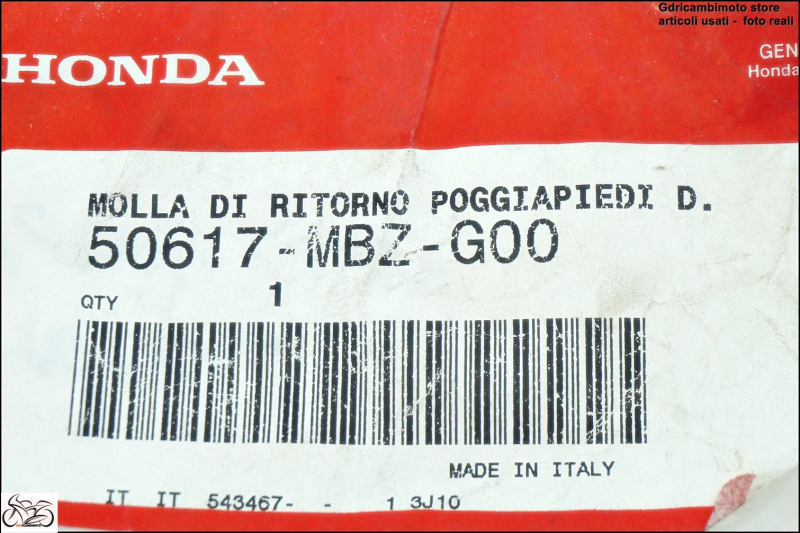 Gdricambimoto store
articoli usati - foto reali
GEN
Honda
HONDA
MOLLA DI RITORNO POGGIAPIEDI D.
50617-MBZ-G00
QTY 1
MADE IN ITALY
IT IT 543467- - 1 3J10